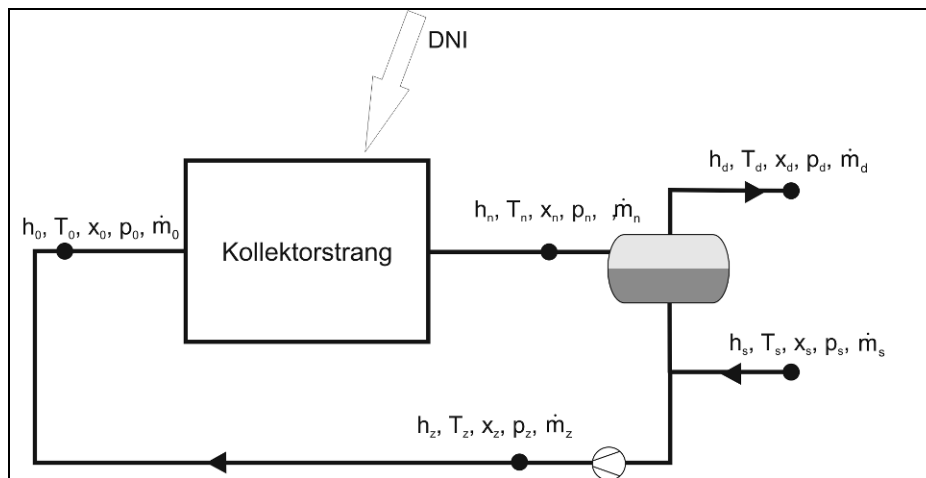 DNI
h_d, T_d, x_d, p_d, ṁ_d
h_n, T_n, x_n, p_n, ,ṁ_n
h_0, T_0, x_0, p_0, ṁ_0
Kollektorstrang
h_s, T_s, x_s, p_s, ṁ_s
h_z, T_z, x_z, p_z, ṁ_z